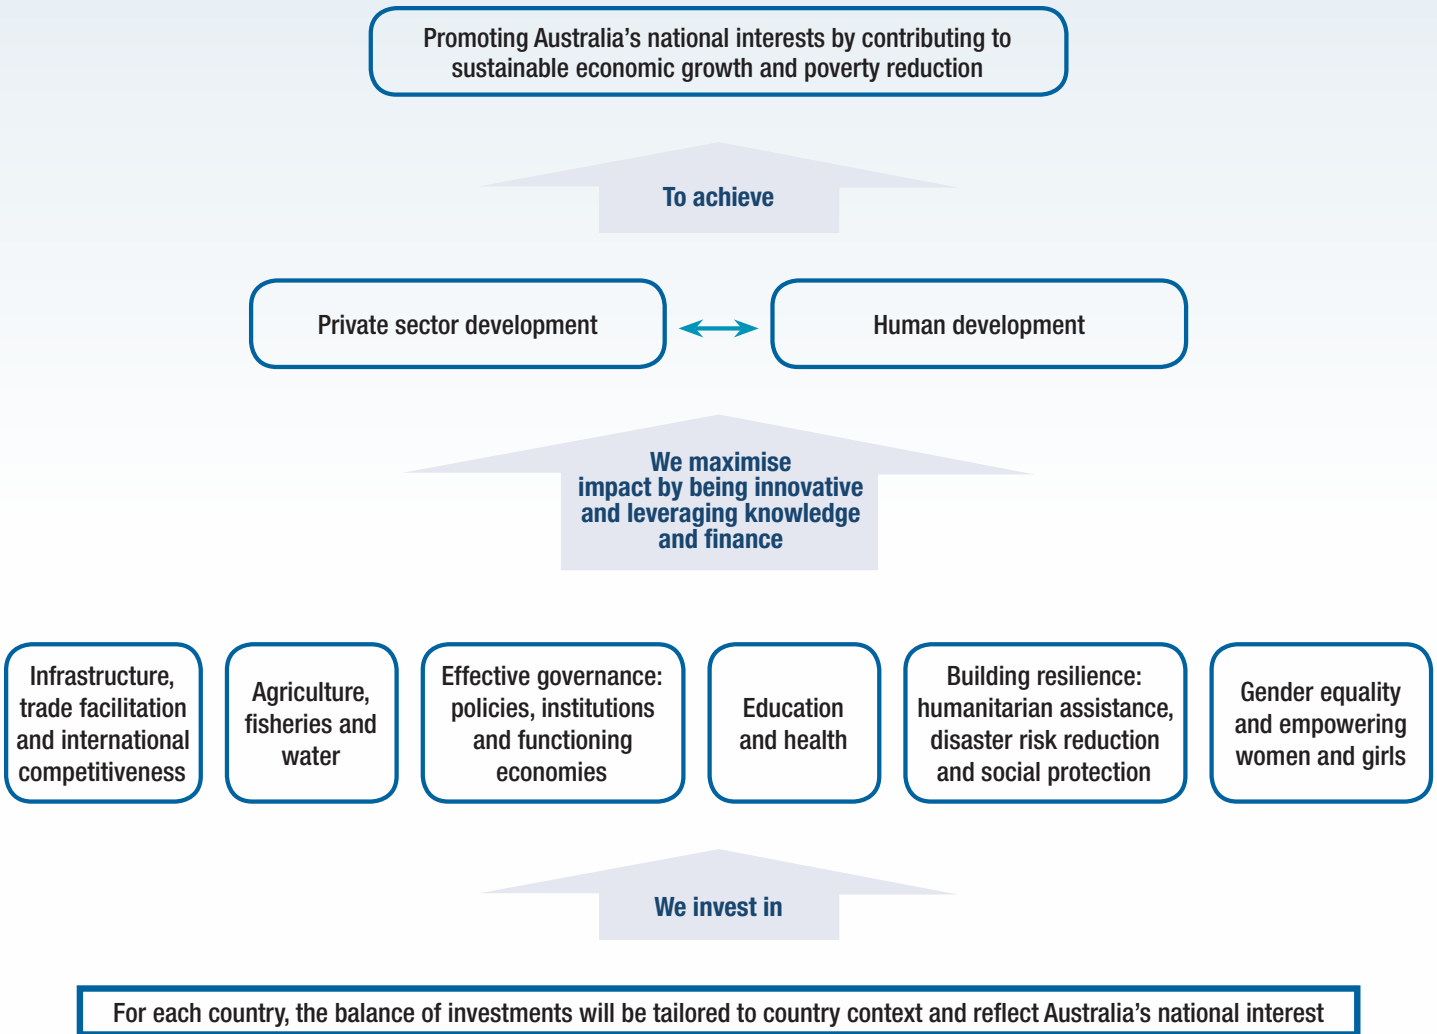 Promoting Australia’s national interests by contributing to
sustainable economic growth and poverty reduction
To achieve
Private sector development
Human development
We maximise
impact by being innovative
and leveraging knowledge
and finance
Infrastructure,
trade facilitation
and international
competitiveness
Agriculture,
fisheries and
water
Effective governance:
policies, institutions
and functioning
economies
Education
and health
Building resilience:
humanitarian assistance,
disaster risk reduction
and social protection
Gender equality
and empowering
women and girls
We invest in
For each country, the balance of investments will be tailored to country context and reflect Australia’s national interest